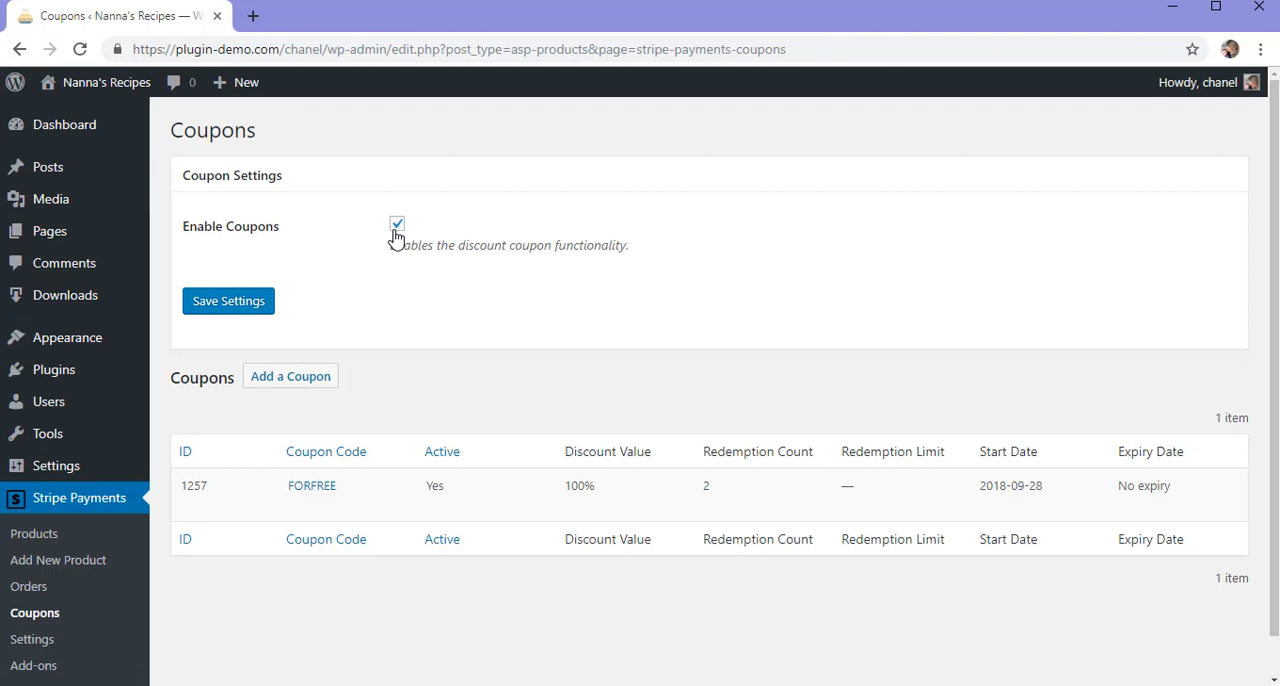 Coupons ‹ Nanna's Recipes — W
https://plugin-demo.com/chanel/wp-admin/edit.php?post_type=asp-products&page=stripe-payments-coupons
Nanna's Recipes 0 New Howdy, chanel
Dashboard
Posts
Media
Pages
Comments
Downloads
Appearance
Plugins
Users
Tools
Settings
Stripe Payments
Products
Add New Product
Orders
Coupons
Settings
Add-ons
Coupons
Coupon Settings
Enable Coupons
the discount coupon functionality.
Save Settings
Coupons Add a Coupon
1 item
ID Coupon Code Active Discount Value Redemption Count Redemption Limit Start Date Expiry Date
1257 FORFREE Yes 100% 2 — 2018-09-28 No expiry
ID Coupon Code Active Discount Value Redemption Count Redemption Limit Start Date Expiry Date
1 item